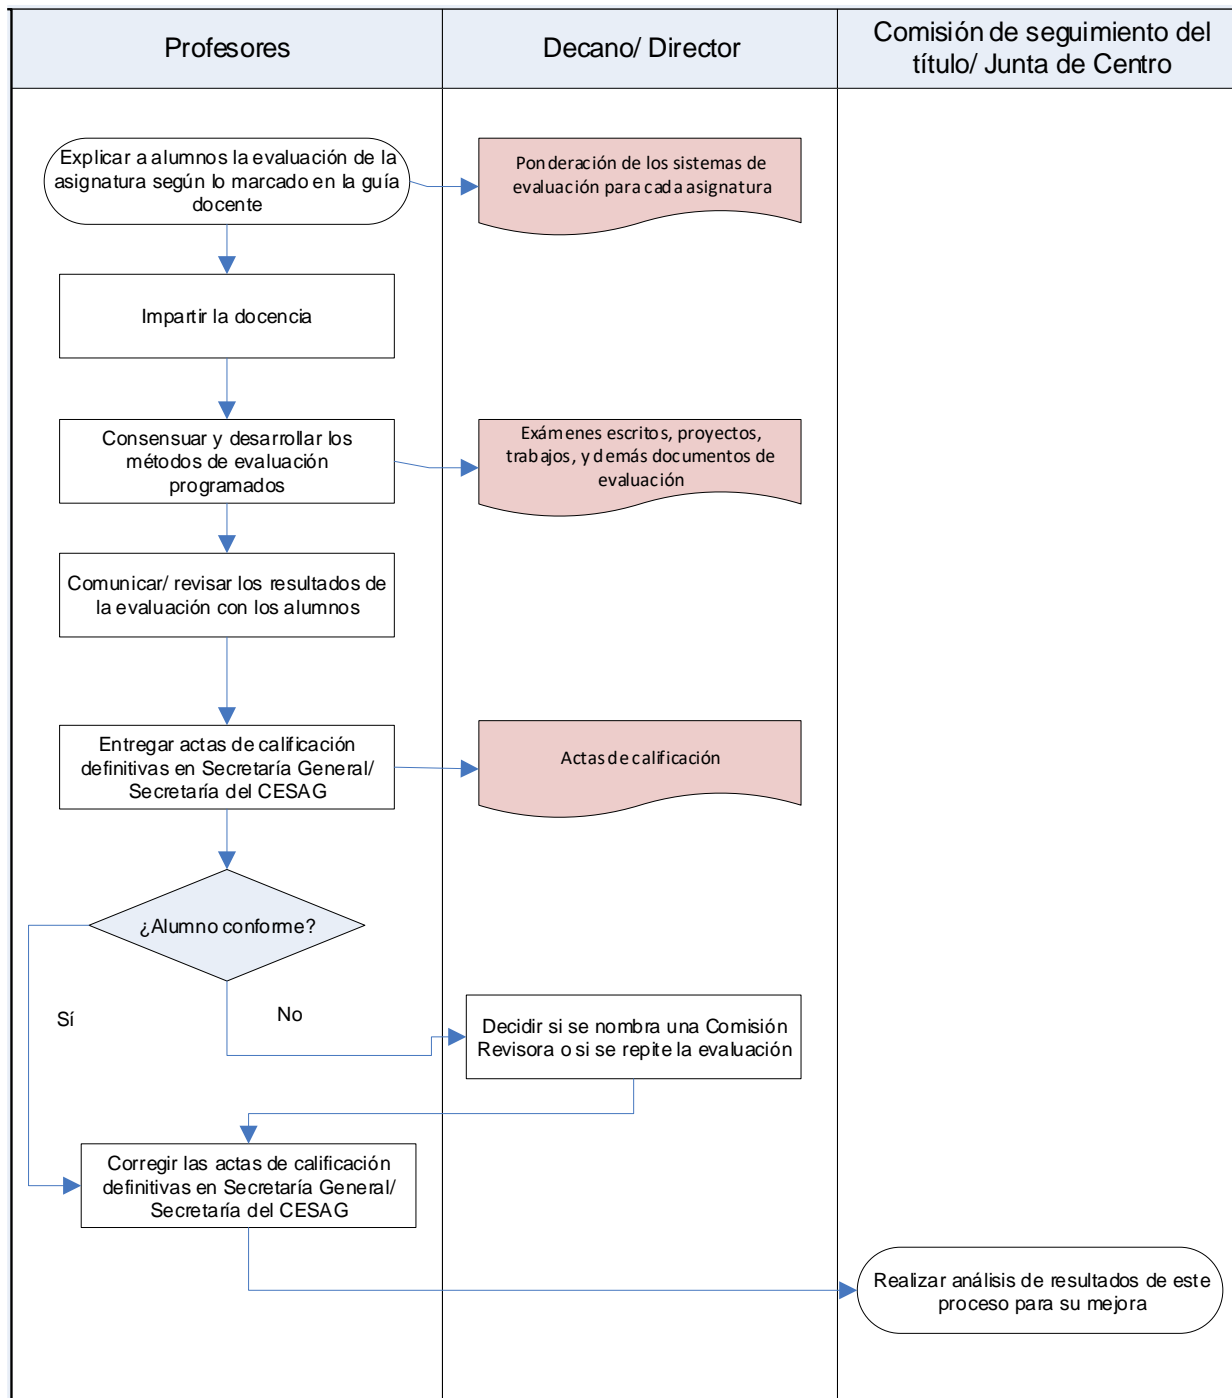 Profesores
Decano/ Director
Comisión de seguimiento del
título/ Junta de Centro
Explicar a alumnos la evaluación de la
asignatura según lo marcado en la guía
docente
Ponderación de los sistemas de
evaluación para cada asignatura
Impartir la docencia
Consensuar y desarrollar los
métodos de evaluación
programados
Exámenes escritos, proyectos,
trabajos, y demás documentos de
evaluación
Comunicar/ revisar los resultados de
la evaluación con los alumnos
Entregar actas de calificación
definitivas en Secretaría General/
Secretaría del CESAG
Actas de calificación
¿Alumno conforme?
Sí
No
Decidir si se nombra una Comisión
Revisora o si se repite la evaluación
Corregir las actas de calificación
definitivas en Secretaría General/
Secretaría del CESAG
Realizar análisis de resultados de este
proceso para su mejora